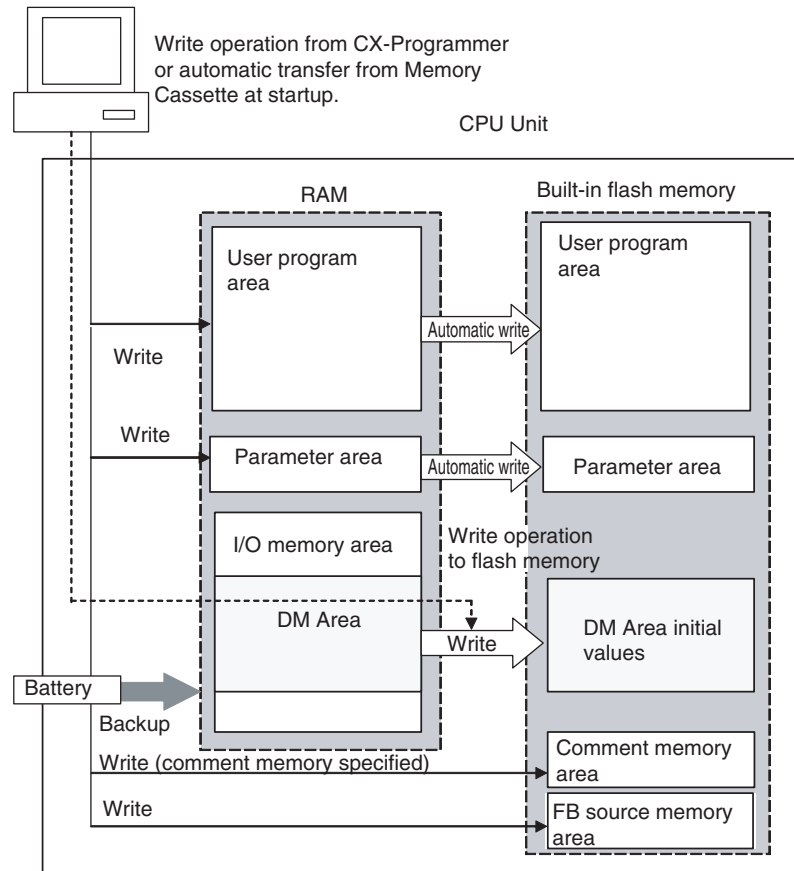 Write operation from CX-Programmer
or automatic transfer from Memory
Cassette at startup.
CPU Unit
RAM
Built-in flash memory
User program
area
User program
area
Automatic write
Write
Write
Parameter area
Automatic write
Parameter area
I/O memory area
Write operation
to flash memory
DM Area
Write
DM Area initial
values
Battery
Backup
Write (comment memory specified)
Comment memory
area
Write
FB source memory
area